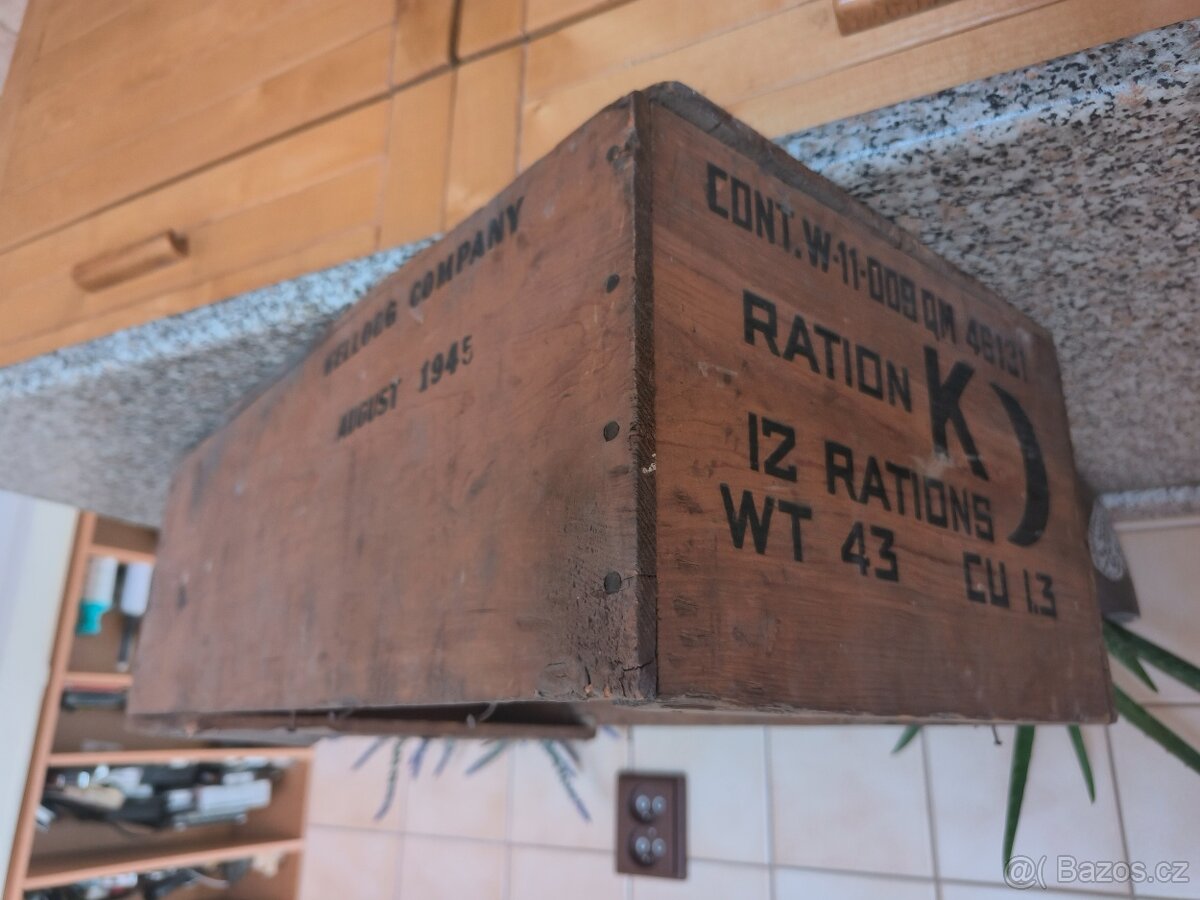 KELLOGG COMPANY
AUGUST 1945
CONT. W-11-009 QM 46131
RATION K
12 RATIONS
WT 43 CU 1.3
@( Bazos.cz